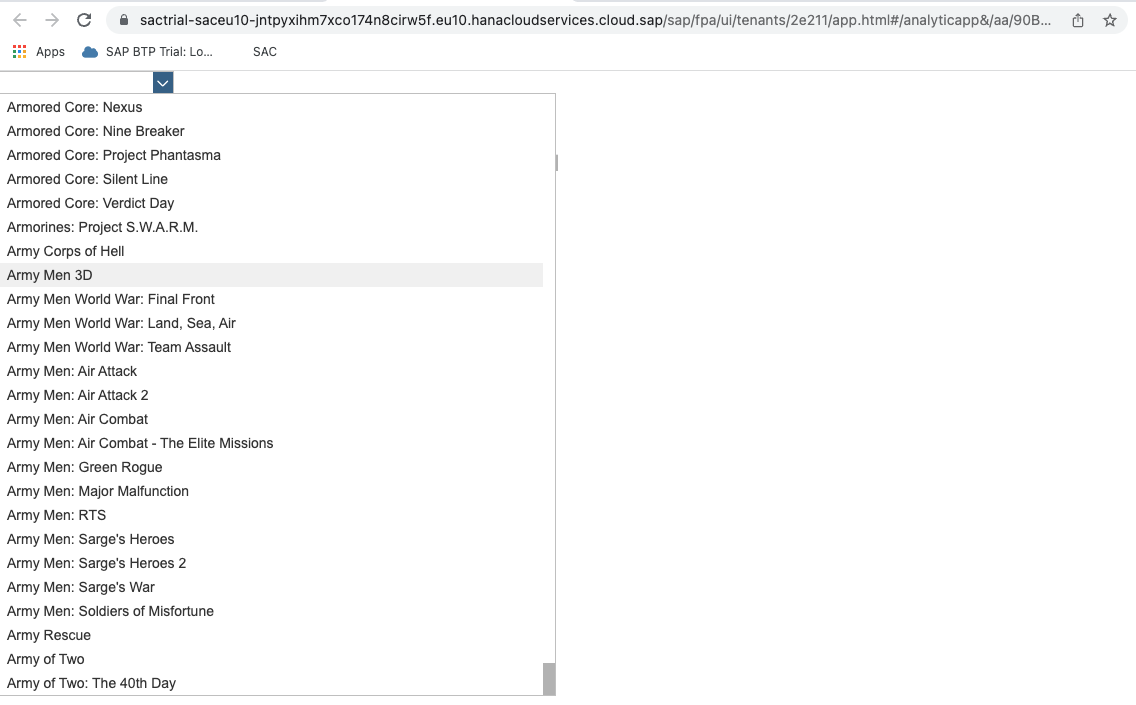 sactrial-saceu10-jntpyxihm7xco174n8cirw5f.eu10.hanacloudservices.cloud.sap/sap/fpa/ui/tenants/2e211/app.html#/analyticapp&/aa/90B...
Apps SAP BTP Trial: Lo... SAC
Armored Core: Nexus
Armored Core: Nine Breaker
Armored Core: Project Phantasma
Armored Core: Silent Line
Armored Core: Verdict Day
Armorines: Project S.W.A.R.M.
Army Corps of Hell
Army Men 3D
Army Men World War: Final Front
Army Men World War: Land, Sea, Air
Army Men World War: Team Assault
Army Men: Air Attack
Army Men: Air Attack 2
Army Men: Air Combat
Army Men: Air Combat - The Elite Missions
Army Men: Green Rogue
Army Men: Major Malfunction
Army Men: RTS
Army Men: Sarge's Heroes
Army Men: Sarge's Heroes 2
Army Men: Sarge's War
Army Men: Soldiers of Misfortune
Army Rescue
Army of Two
Army of Two: The 40th Day